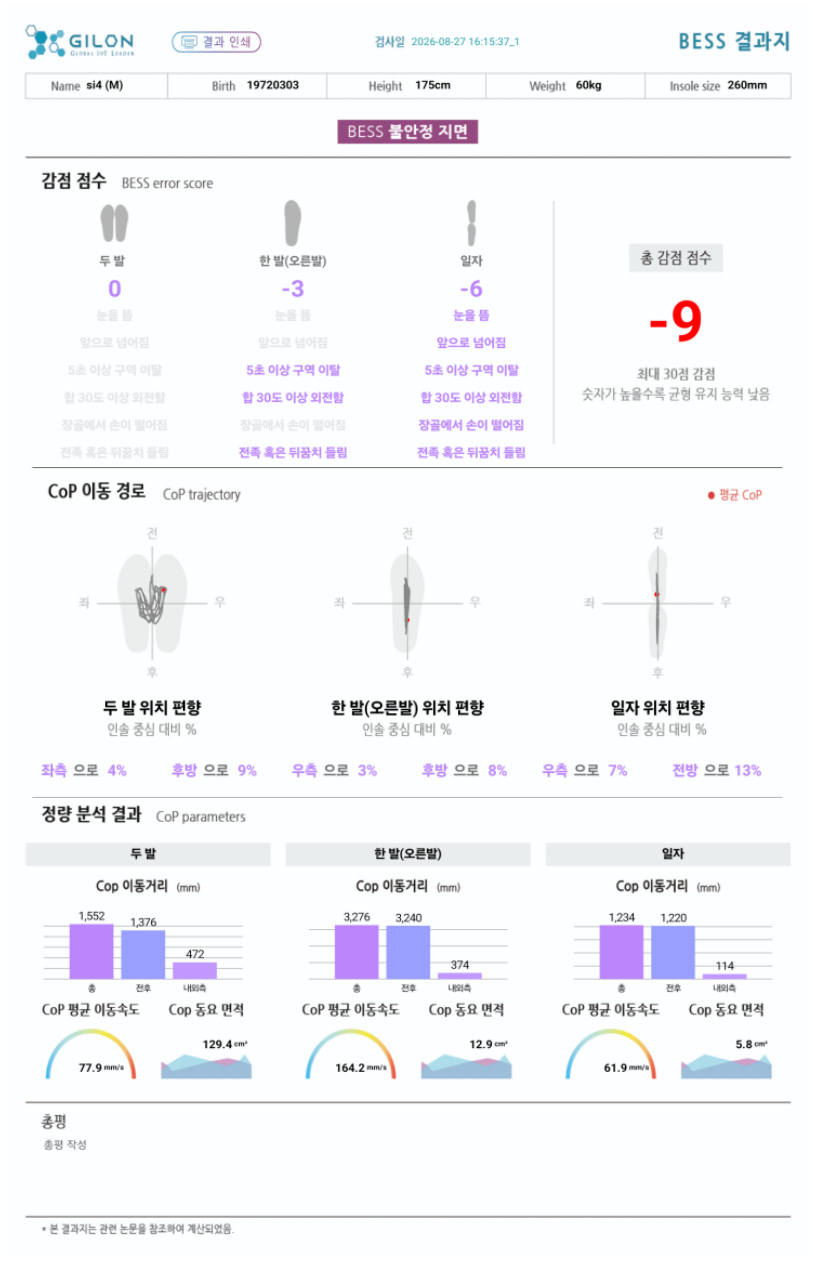 GILON
GLOBAL IOT LEADER
결과 인쇄
검사일 2026-08-27 16:15:37_1
BESS 결과지
Name si4 (M) Birth 19720303 Height 175cm Weight 60kg Insole size 260mm
BESS 불안정 지면
감점 점수 BESS error score
두 발 한 발(오른발) 일자
0 -3 -6
눈을 뜸 눈을 뜸 눈을 뜸
앞으로 넘어짐 앞으로 넘어짐 앞으로 넘어짐
5초 이상 구역 이탈 5초 이상 구역 이탈 5초 이상 구역 이탈
합 30도 이상 외전함 합 30도 이상 외전함 합 30도 이상 외전함
장골에서 손이 떨어짐 장골에서 손이 떨어짐 장골에서 손이 떨어짐
전족 혹은 뒤꿈치 들림 전족 혹은 뒤꿈치 들림 전족 혹은 뒤꿈치 들림
총 감점 점수
-9
최대 30점 감점
숫자가 높을수록 균형 유지 능력 낮음
CoP 이동 경로 CoP trajectory
평균 CoP
전 전 전
좌 우 좌 우 좌 우
후 후 후
두 발 위치 편향 한 발(오른발) 위치 편향 일자 위치 편향
인솔 중심 대비 % 인솔 중심 대비 % 인솔 중심 대비 %
좌측 으로 4% 후방 으로 9% 우측 으로 3% 후방 으로 8% 우측 으로 7% 전방 으로 13%
정량 분석 결과 CoP parameters
두 발 한 발(오른발) 일자
Cop 이동거리 (mm) Cop 이동거리 (mm) Cop 이동거리 (mm)
1,552 1,376 472 3,276 3,240 374 1,234 1,220 114
총 전후 내외측 총 전후 내외측 총 전후 내외측
CoP 평균 이동속도 Cop 동요 면적 CoP 평균 이동속도 Cop 동요 면적 CoP 평균 이동속도 Cop 동요 면적
77.9 mm/s 129.4 cm² 164.2 mm/s 12.9 cm² 61.9 mm/s 5.8 cm²
총평
총평 작성
* 본 결과지는 관련 논문을 참조하여 계산되었음.